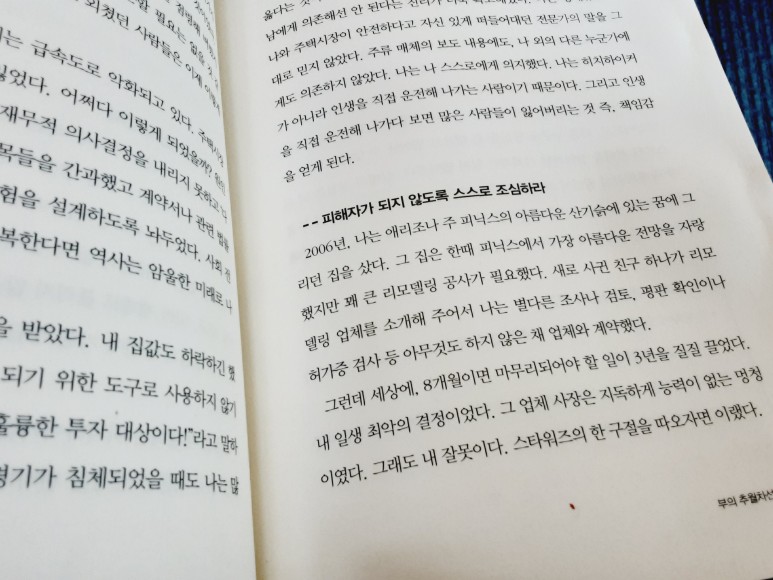 외쳤던 사람들은 이제
급속도로 악화되고 있다. 주택시장
어쩌다 이렇게 되었을까?
재무적 의사결정을 내리지 못하고
목들을 간과했고 계약서나 관련 법률
험을 설계하도록 놔두었다. 사회 전
복한다면 역사는 암울한 미래로 나
을 받았다. 내 집값도 하락하긴 했
되기 위한 도구로 사용하지 않기
훌륭한 투자 대상이다!"라고 말하
경기가 침체되었을 때도 나는 많
남에게 의존해선 안 된다는
나와 주택시장이 안전하다고 자신 있게 떠들어대던 전문가의 말을 그
대로 믿지 않았다. 주류 매체의 보도 내용에도, 나 외의 다른 누군가에
게도 의존하지 않았다. 나는 나 스스로에게 의지했다. 나는 히치하이커
가 아니라 인생을 직접 운전해 나가는 사람이기 때문이다. 그리고 인생
을 직접 운전해 나가다 보면 많은 사람들이 잃어버리는 것 즉, 책임감
을 얻게 된다.
-- 피해자가 되지 않도록 스스로 조심하라
2006년, 나는 애리조나 주 피닉스의 아름다운 산기슭에 있는 꿈에 그
리던 집을 샀다. 그 집은 한때 피닉스에서 가장 아름다운 전망을 자랑
했지만 꽤 큰 리모델링 공사가 필요했다. 새로 사귄 친구 하나가 리모
델링 업체를 소개해 주어서 나는 별다른 조사나 검토, 평판 확인이나
허가증 검사 등 아무것도 하지 않은 채 업체와 계약했다.
그런데 세상에, 8개월이면 마무리되어야 할 일이 3년을 질질 끌었다.
내 일생 최악의 결정이었다. 그 업체 사장은 지독하게 능력이 없는 멍청
이였다. 그래도 내 잘못이다. 스타워즈의 한 구절을 따오자면 이랬다.
부의 추월차선